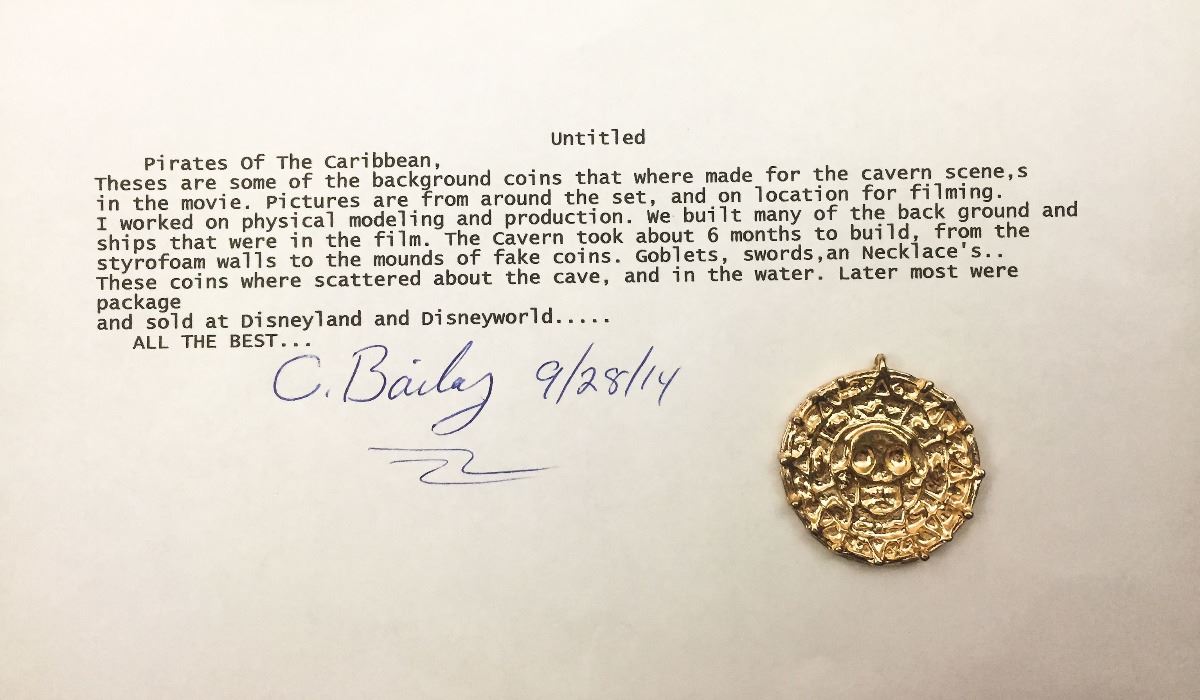 Untitled
Pirates Of The Caribbean,
Theses are some of the background coins that where made for the cavern scene,s
in the movie. Pictures are from around the set, and on location for filming.
I worked on physical modeling and production. We built many of the back ground and
ships that were in the film. The Cavern took about 6 months to build, from the
styrofoam walls to the mounds of fake coins. Goblets, swords,an Necklace's..
These coins where scattered about the cave, and in the water. Later most were
package
and sold at Disneyland and Disneyworld.....
ALL THE BEST...
C. Bailey 9/28/14